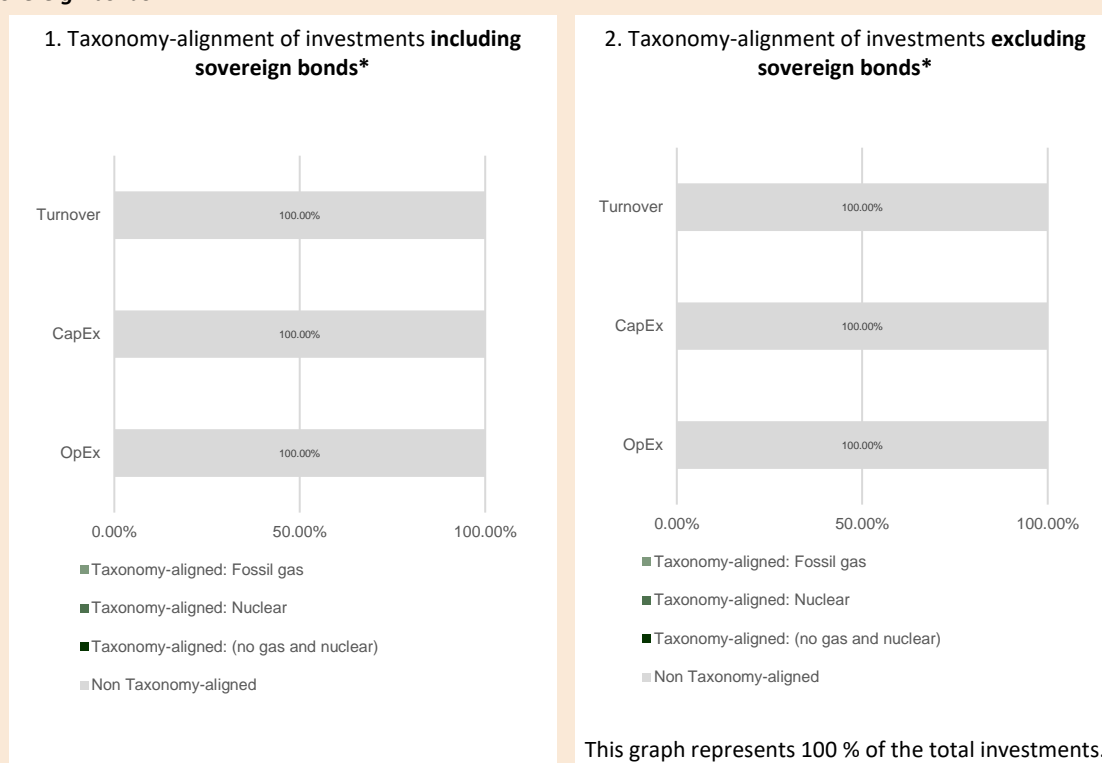 1. Taxonomy-alignment of investments including
sovereign bonds*
Turnover
100.00%
CapEx
100.00%
OpEx
100.00%
0.00% 50.00% 100.00%
Taxonomy-aligned: Fossil gas
Taxonomy-aligned: Nuclear
Taxonomy-aligned: (no gas and nuclear)
Non Taxonomy-aligned
2. Taxonomy-alignment of investments excluding
sovereign bonds*
Turnover
100.00%
CapEx
100.00%
OpEx
100.00%
0.00% 50.00% 100.00%
Taxonomy-aligned: Fossil gas
Taxonomy-aligned: Nuclear
Taxonomy-aligned: (no gas and nuclear)
Non Taxonomy-aligned
This graph represents 100 % of the total investments.